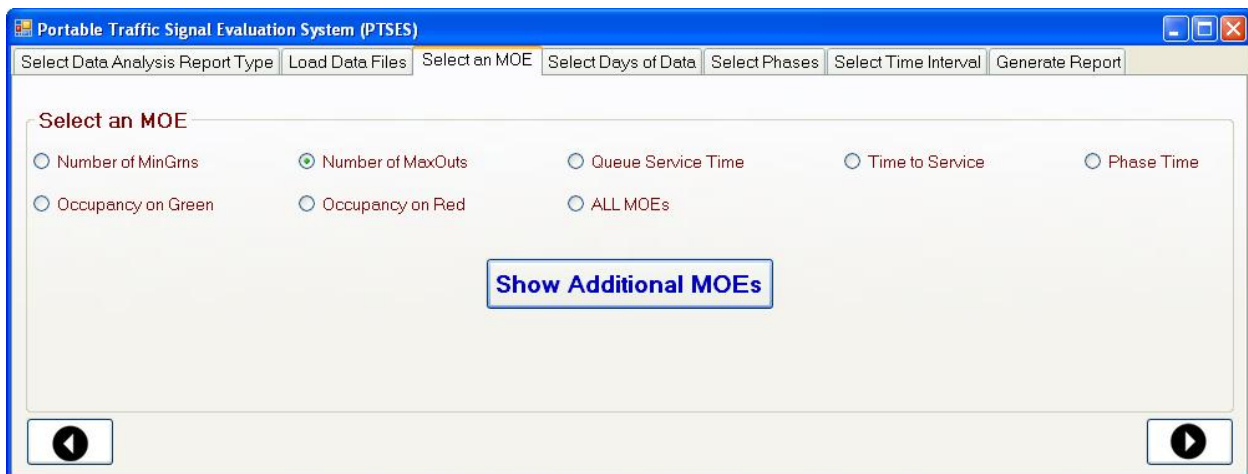 Portable Traffic Signal Evaluation System (PTSES)
Select Data Analysis Report Type Load Data Files Select an MOE Select Days of Data Select Phases Select Time Interval Generate Report
Select an MOE
Number of MinGrns Number of MaxOuts Queue Service Time Time to Service Phase Time
Occupancy on Green Occupancy on Red ALL MOEs
Show Additional MOEs